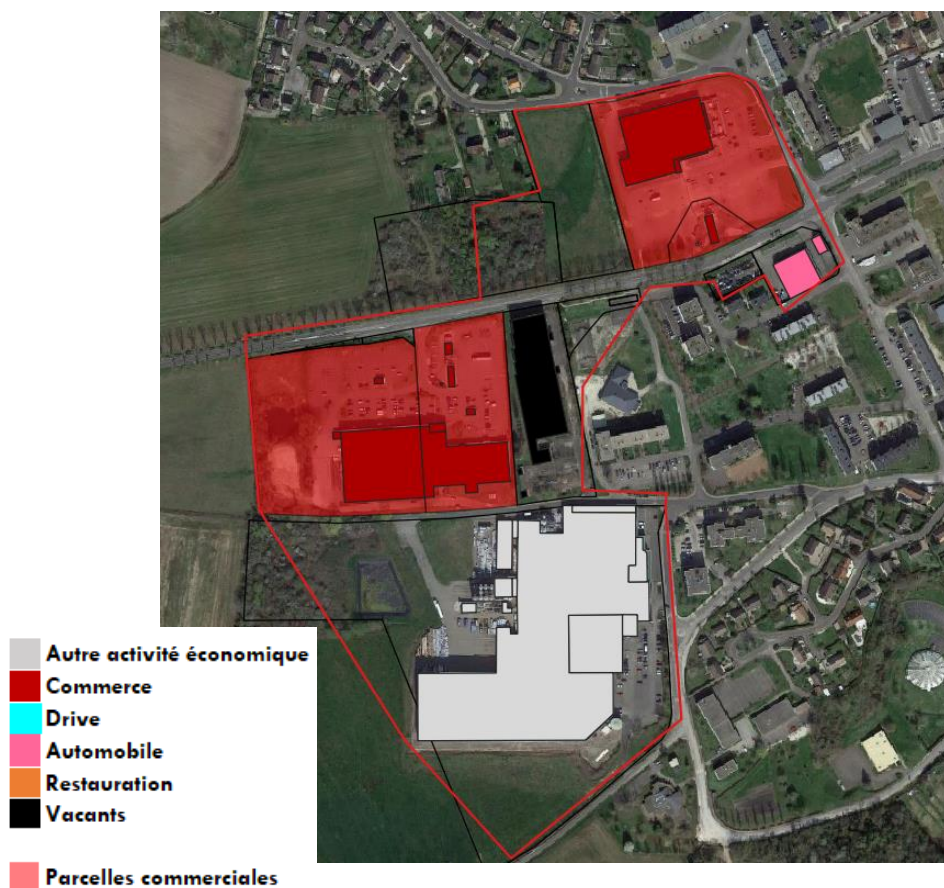 Autre activité économique
Commerce
Drive
Automobile
Restauration
Vacants
Parcelles commerciales